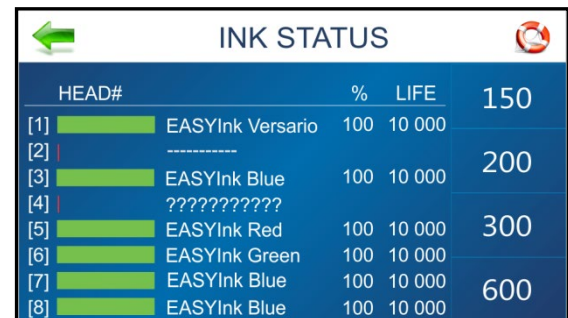 INK STATUS
HEAD# % LIFE
[1] EASYInk Versario 100 10 000
[2] -----------
[3] EASYInk Blue 100 10 000
[4] ???????????
[5] EASYInk Red 100 10 000
[6] EASYInk Green 100 10 000
[7] EASYInk Blue 100 10 000
[8] EASYInk Blue 100 10 000
150
200
300
600